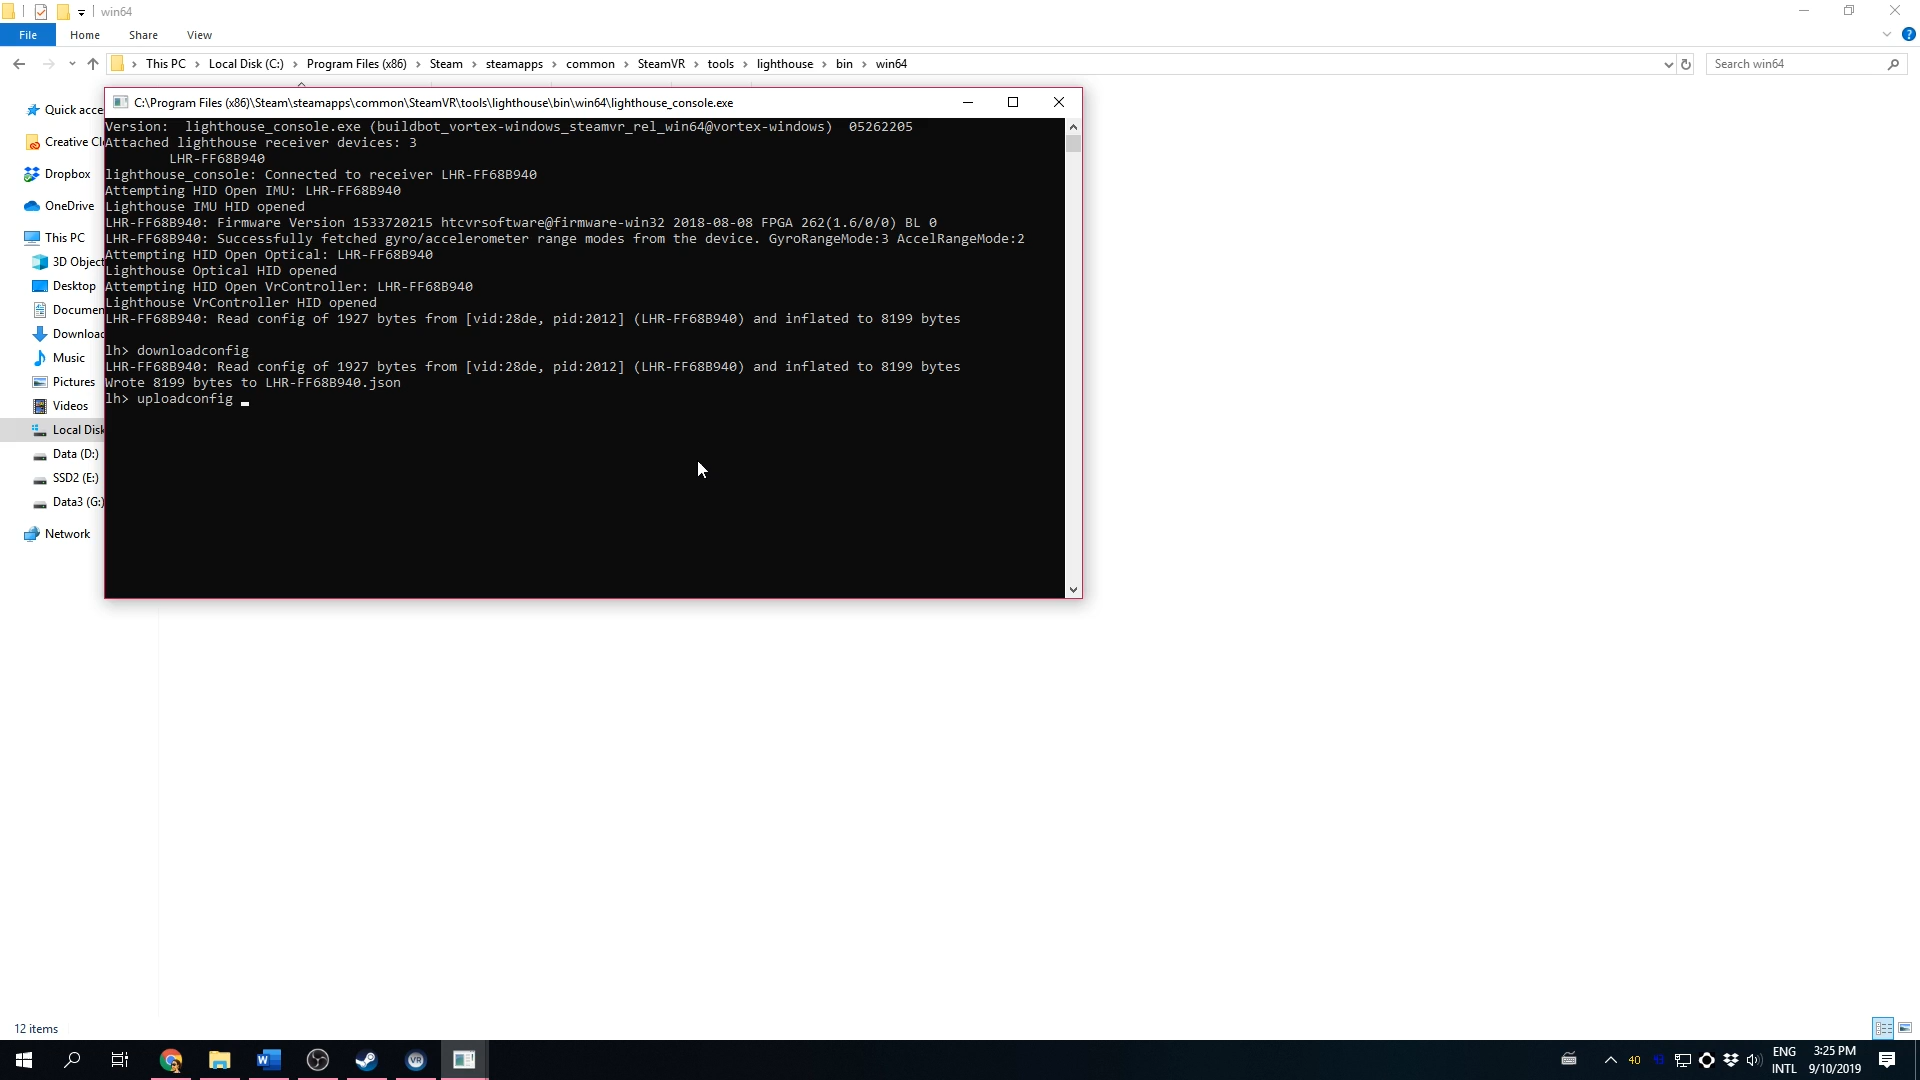 win64
File Home Share View
This PC Local Disk (C:) Program Files (x86) Steam steamapps common SteamVR tools lighthouse bin win64
Search win64
Quick acce
Creative Cl
Dropbox
OneDrive
This PC
3D Object
Desktop
Documen
Downloac
Music
Pictures
Videos
Local Disk
Data (D:)
SSD2 (E:)
Data3 (G:)
Network
C:\Program Files (x86)\Steam\steamapps\common\SteamVR\tools\lighthouse\bin\win64\lighthouse_console.exe
Version: lighthouse_console.exe (buildbot_vortex-windows_steamvr_rel_win64@vortex-windows) 05262205
Attached lighthouse receiver devices: 3
LHR-FF68B940
lighthouse_console: Connected to receiver LHR-FF68B940
Attempting HID Open IMU: LHR-FF68B940
Lighthouse IMU HID opened
LHR-FF68B940: Firmware Version 1533720215 htcvrsoftware@firmware-win32 2018-08-08 FPGA 262(1.6/0/0) BL 0
LHR-FF68B940: Successfully fetched gyro/accelerometer range modes from the device. GyroRangeMode:3 AccelRangeMode:2
Attempting HID Open Optical: LHR-FF68B940
Lighthouse Optical HID opened
Attempting HID Open VrController: LHR-FF68B940
Lighthouse VrController HID opened
LHR-FF68B940: Read config of 1927 bytes from [vid:28de, pid:2012] (LHR-FF68B940) and inflated to 8199 bytes
lh> downloadconfig
LHR-FF68B940: Read config of 1927 bytes from [vid:28de, pid:2012] (LHR-FF68B940) and inflated to 8199 bytes
Wrote 8199 bytes to LHR-FF68B940.json
lh> uploadconfig _
12 items
40
ENG
INTL
3:25 PM
9/10/2019